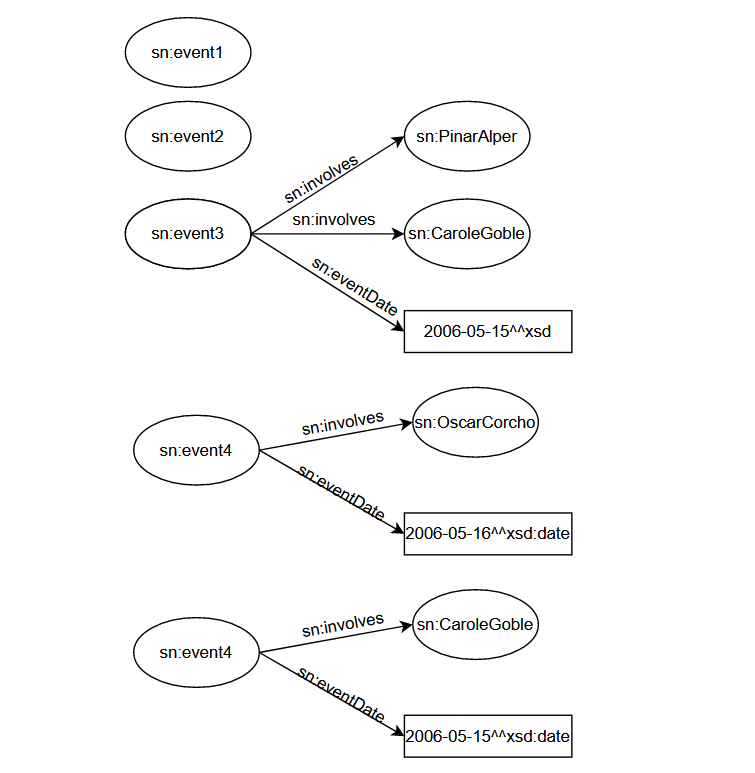 sn:event1
sn:event2
sn:PinarAlper
sn:involves
sn:event3
sn:involves
sn:CaroleGoble
sn:eventDate
2006-05-15^^xsd
sn:event4
sn:involves
sn:OscarCorcho
sn:eventDate
2006-05-16^^xsd:date
sn:event4
sn:involves
sn:CaroleGoble
sn:eventDate
2006-05-15^^xsd:date